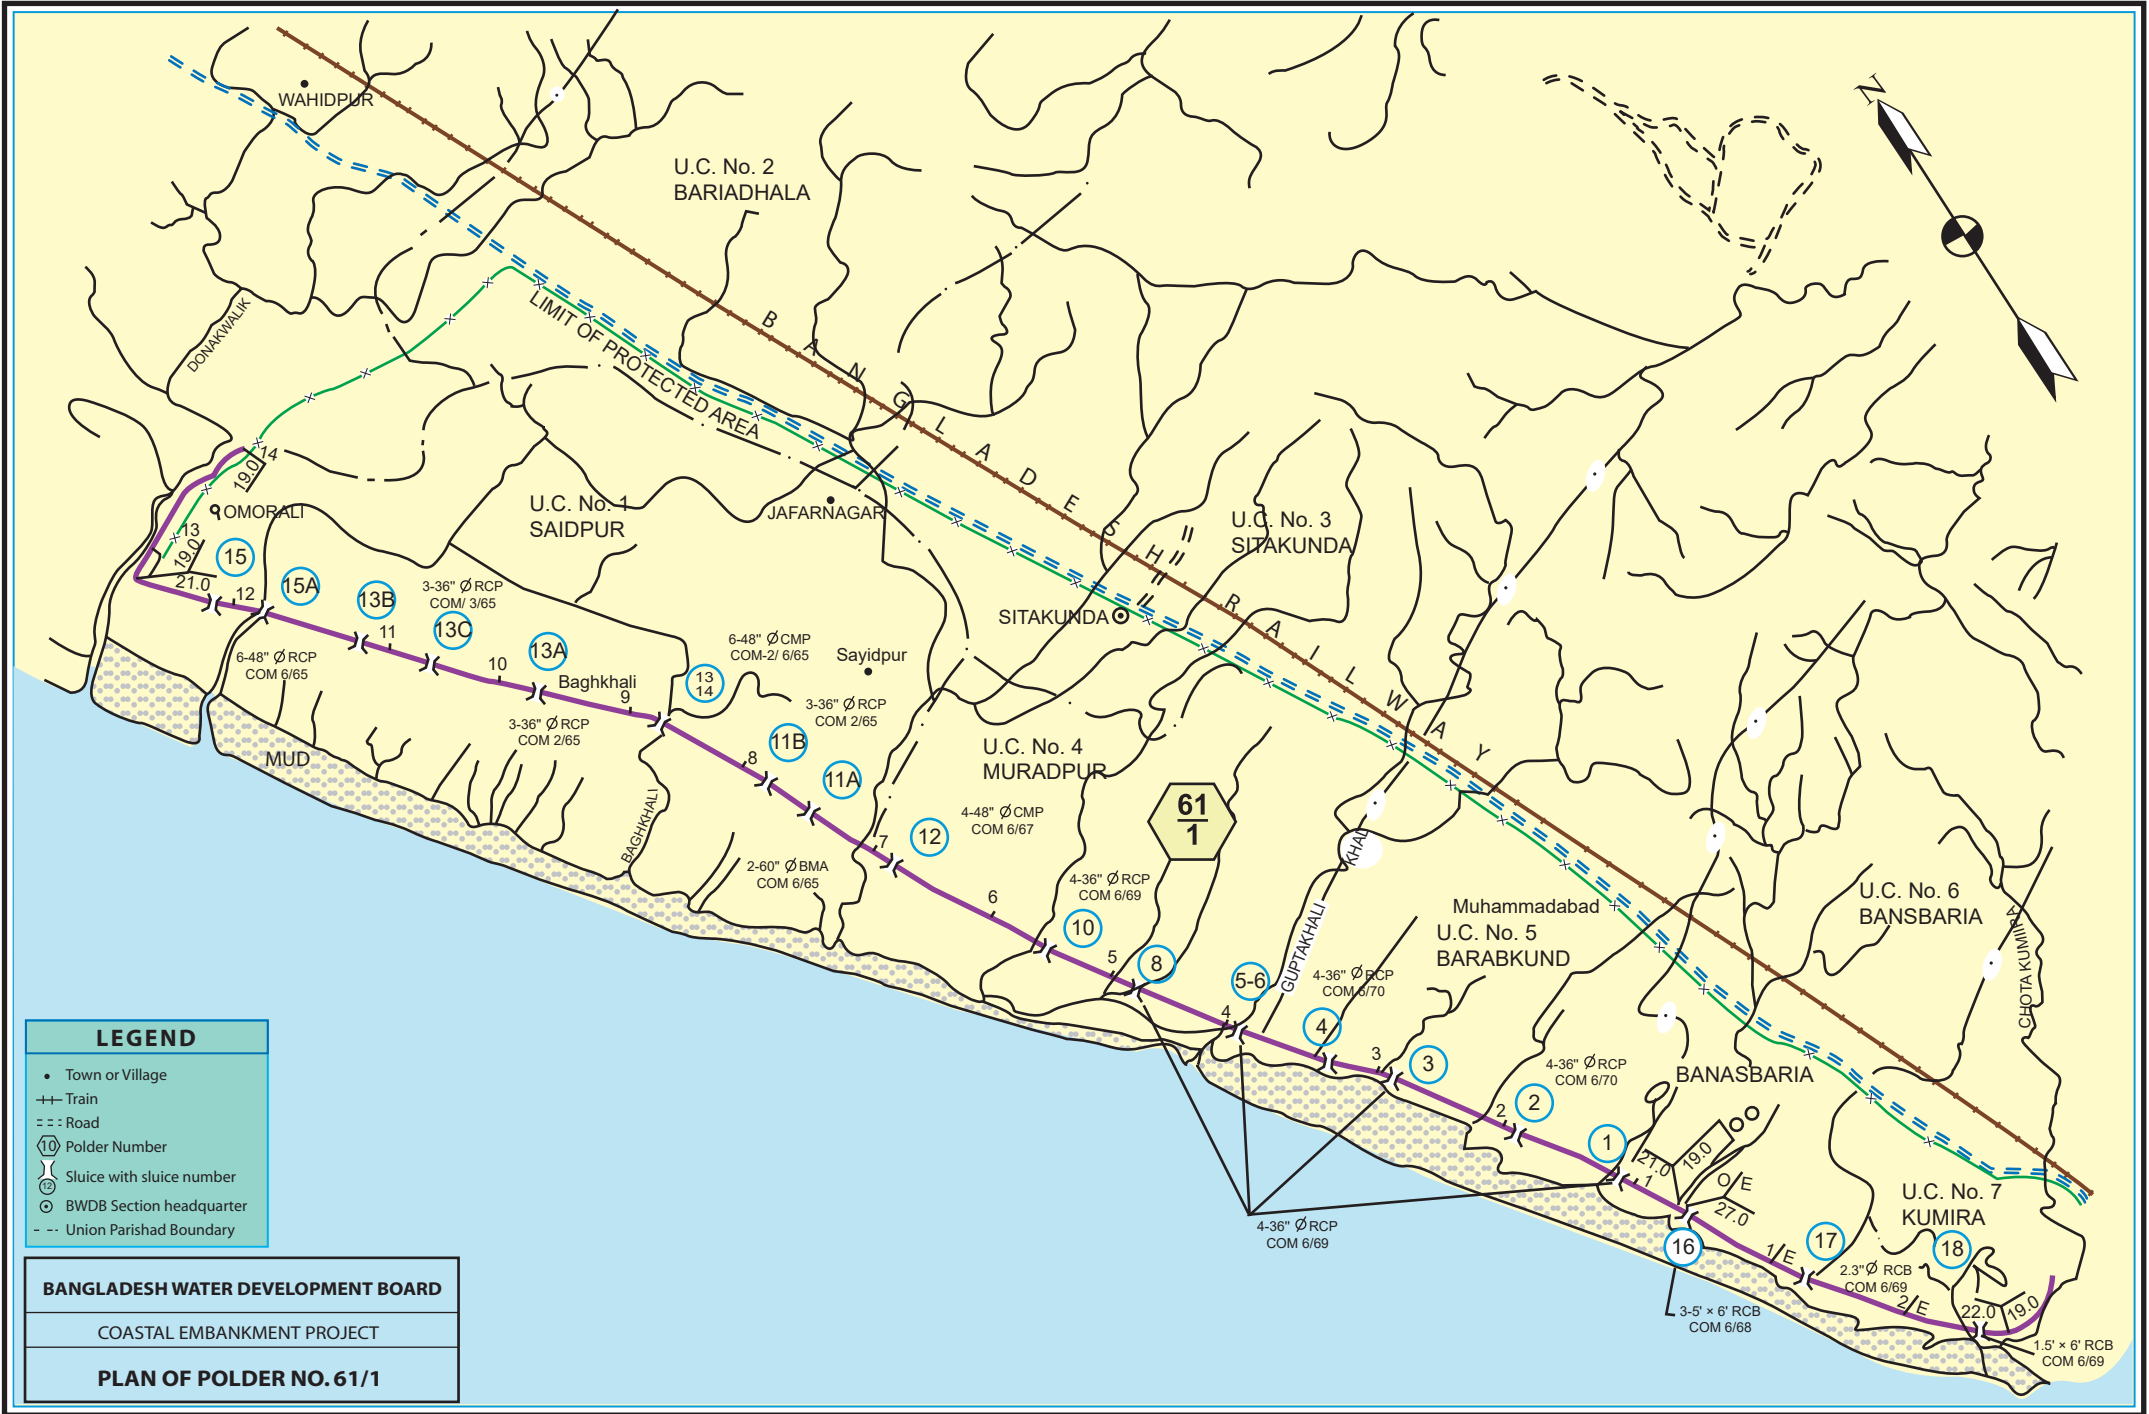 N
WAHIDPUR
U.C. No. 2
BARIADHALA
DONAKWALIK
LIMIT OF PROTECTED AREA
BANGLADESH RAILWAY
14
19.0
OMORALI
13
19.0
21.0
15
12
15A
13B
11
3-36" Ø RCP
COM/ 3/65
13C
10
13A
Baghkhali
9
U.C. No. 1
SAIDPUR
JAFARNAGAR
U.C. No. 3
SITAKUNDA
SITAKUNDA
6-48" Ø CMP
COM-2/ 6/65
Sayidpur
6-48" Ø RCP
COM 6/65
13
14
3-36" Ø RCP
COM 2/65
3-36" Ø RCP
COM 2/65
MUD
BAGHKHALI
11B
8
11A
U.C. No. 4
MURADPUR
61
1
4-48" Ø CMP
COM 6/67
12
7
2-60" Ø BMA
COM 6/65
6
4-36" Ø RCP
COM 6/69
10
5
8
KHAL
GUPTAKHALI
5-6
4
4-36" Ø RCP
COM 6/70
4
3
3
Muhammadabad
U.C. No. 5
BARABKUND
U.C. No. 6
BANSBARIA
CHOTA KUMIRA
BANASBARIA
4-36" Ø RCP
COM 6/70
2
2
1
1
21.0
19.0
O/E
27.0
4-36" Ø RCP
COM 6/69
16
3-5' × 6' RCB
COM 6/68
1/E
17
U.C. No. 7
KUMIRA
18
2.3" Ø RCB
COM 6/69
2/E
22.0
19.0
1.5' × 6' RCB
COM 6/69
LEGEND
Town or Village
Train
Road
10 Polder Number
Sluice with sluice number
12
BWDB Section headquarter
Union Parishad Boundary
BANGLADESH WATER DEVELOPMENT BOARD
COASTAL EMBANKMENT PROJECT
PLAN OF POLDER NO. 61/1